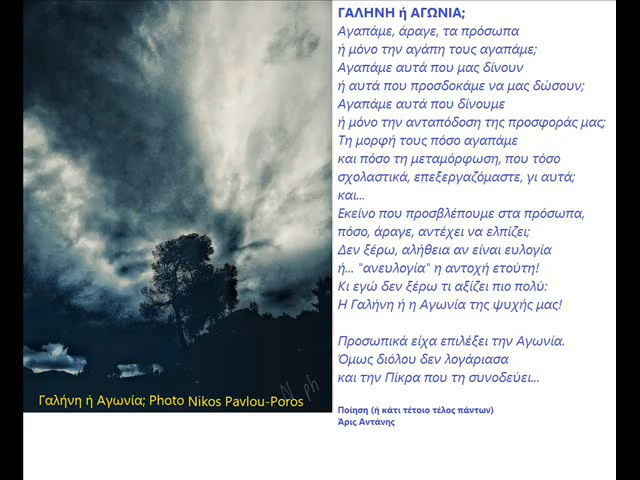 ΓΑΛΗΝΗ ή ΑΓΩΝΙΑ;
Αγαπάμε, άραγε, τα πρόσωπα
ή μόνο την αγάπη τους αγαπάμε;
Αγαπάμε αυτά που μας δίνουν
ή αυτά που προσδοκάμε να μας δώσουν;
Αγαπάμε αυτά που δίνουμε
ή μόνο την ανταπόδοση της προσφοράς μας;
Τη μορφή τους πόσο αγαπάμε
και πόσο τη μεταμόρφωση, που τόσο
σχολαστικά, επεξεργαζόμαστε, γι αυτά;
και...
Εκείνο που προσβλέπουμε στα πρόσωπα,
πόσο, άραγε, αντέχει να ελπίζει;
Δεν ξέρω, αλήθεια αν είναι ευλογία
ή... "ανευλογία" η αντοχή ετούτη!
Κι εγώ δεν ξέρω τι αξίζει πιο πολύ:
Η Γαλήνη ή η Αγωνία της ψυχής μας!
Προσωπικά είχα επιλέξει την Αγωνία.
Όμως διόλου δεν λογάριασα
και την Πίκρα που τη συνοδεύει...
Ποίηση (ή κάτι τέτοιο τέλος πάντων)
Άρις Αντάνης
Γαλήνη ή Αγωνία; Photo Nikos Pavlou-Poros
N ph